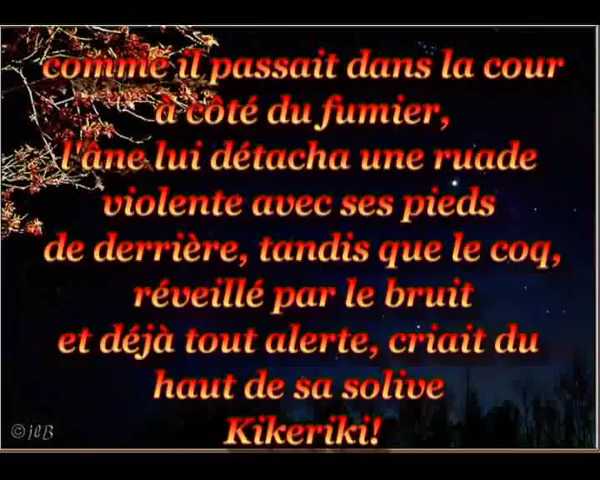 comme il passait dans la cour
à côté du fumier,
l'âne lui détacha une ruade
violente avec ses pieds
de derrière, tandis que le coq,
réveillé par le bruit
et déjà tout alerte, criait du
haut de sa solive
Kikeriki!
©jlB